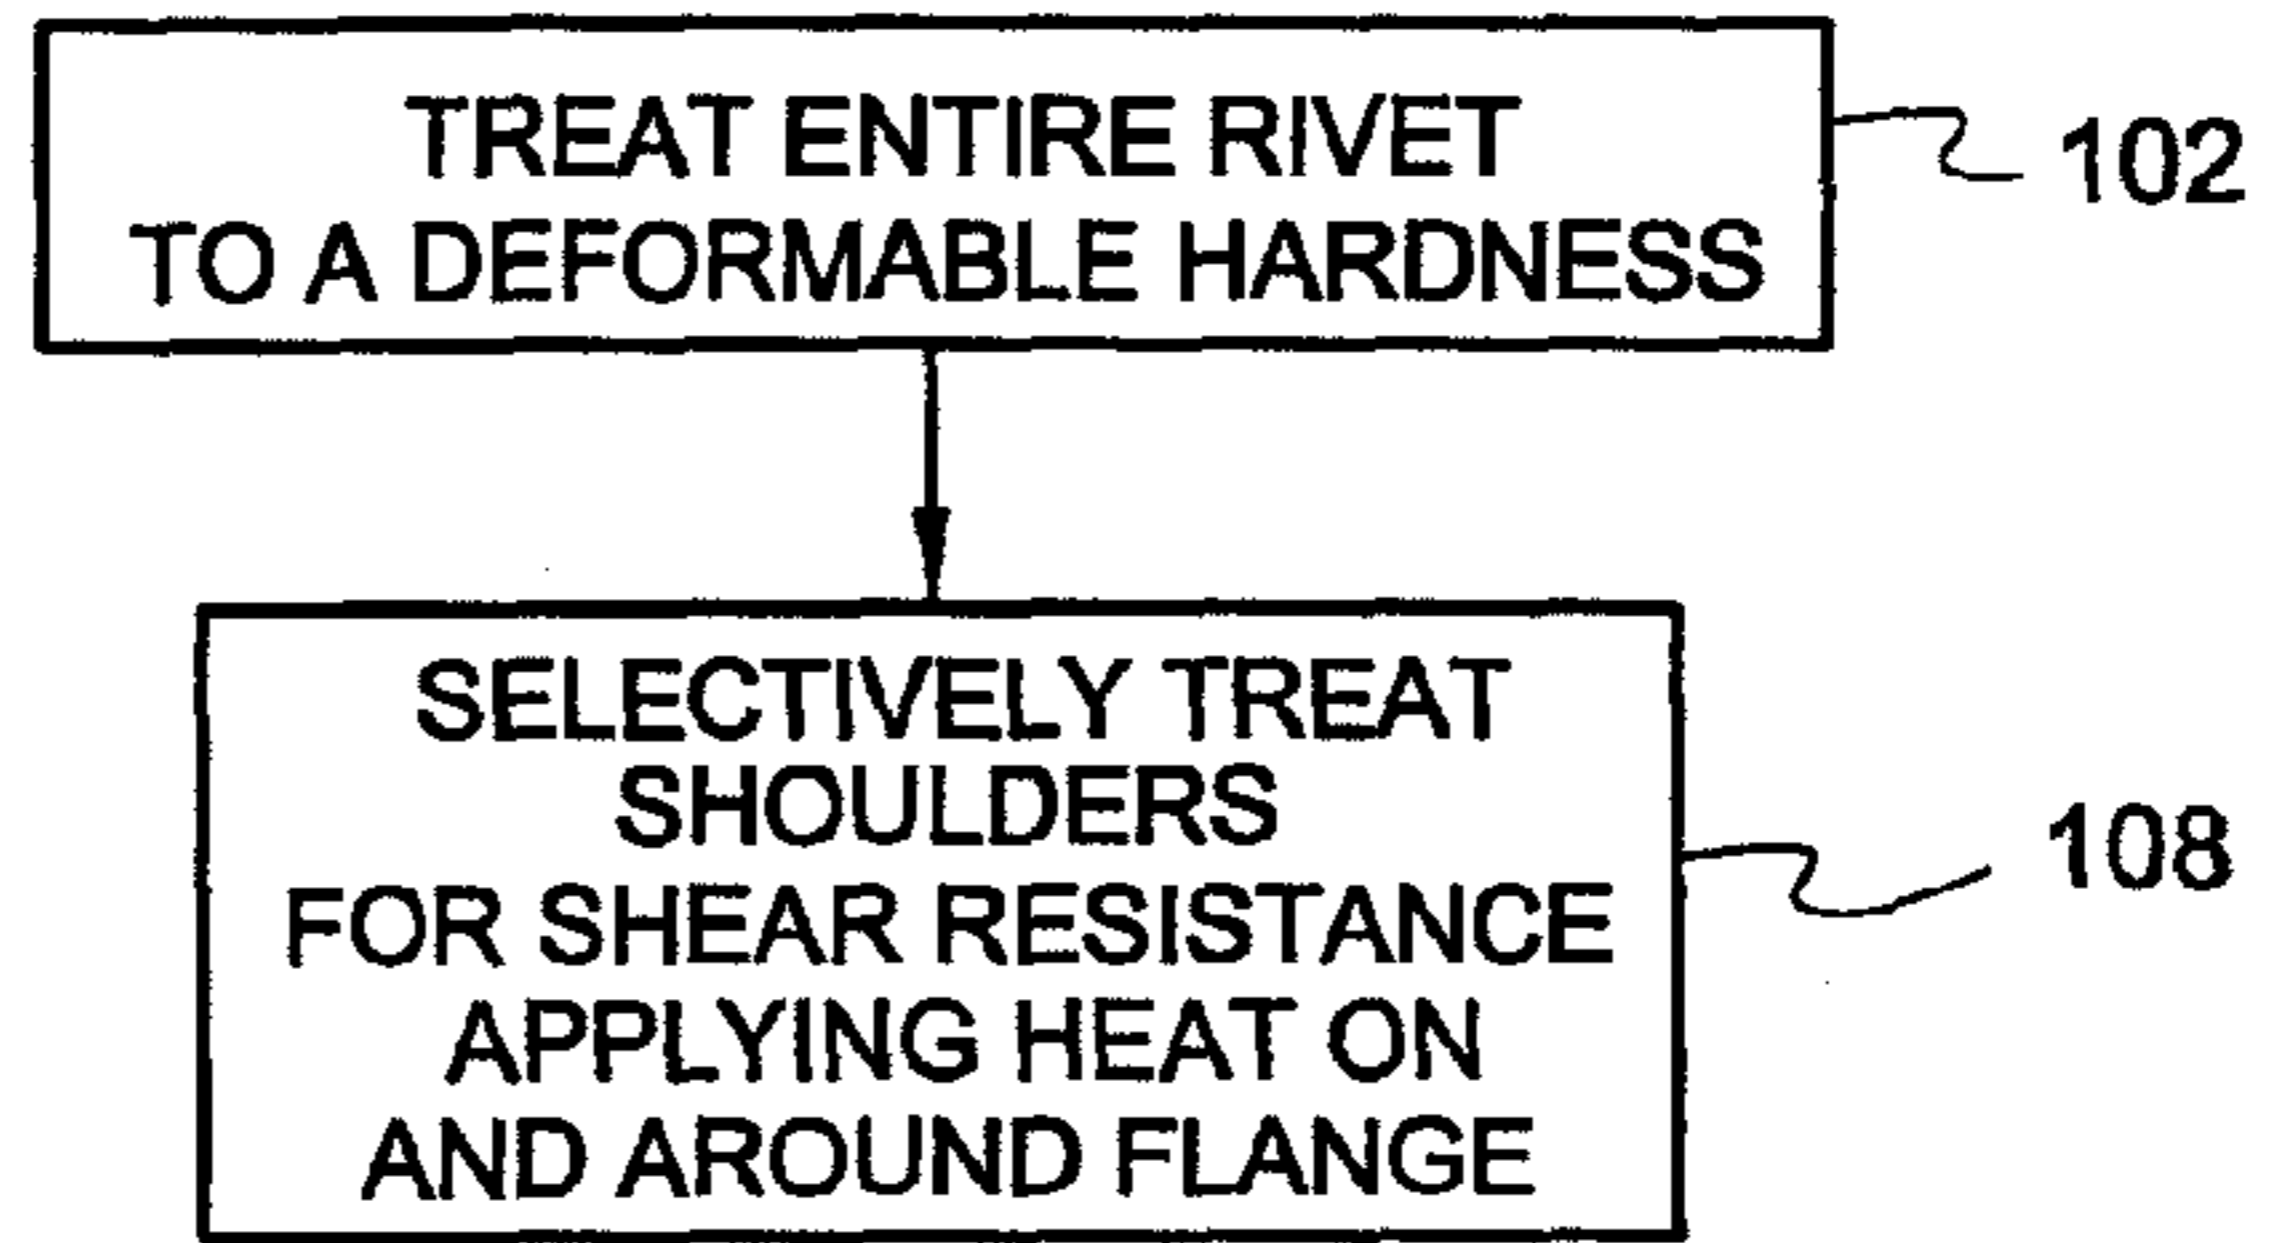 TREAT ENTIRE RIVET
TO A DEFORMABLE HARDNESS
102
SELECTIVELY TREAT
SHOULDERS
FOR SHEAR RESISTANCE
APPLYING HEAT ON
AND AROUND FLANGE
108